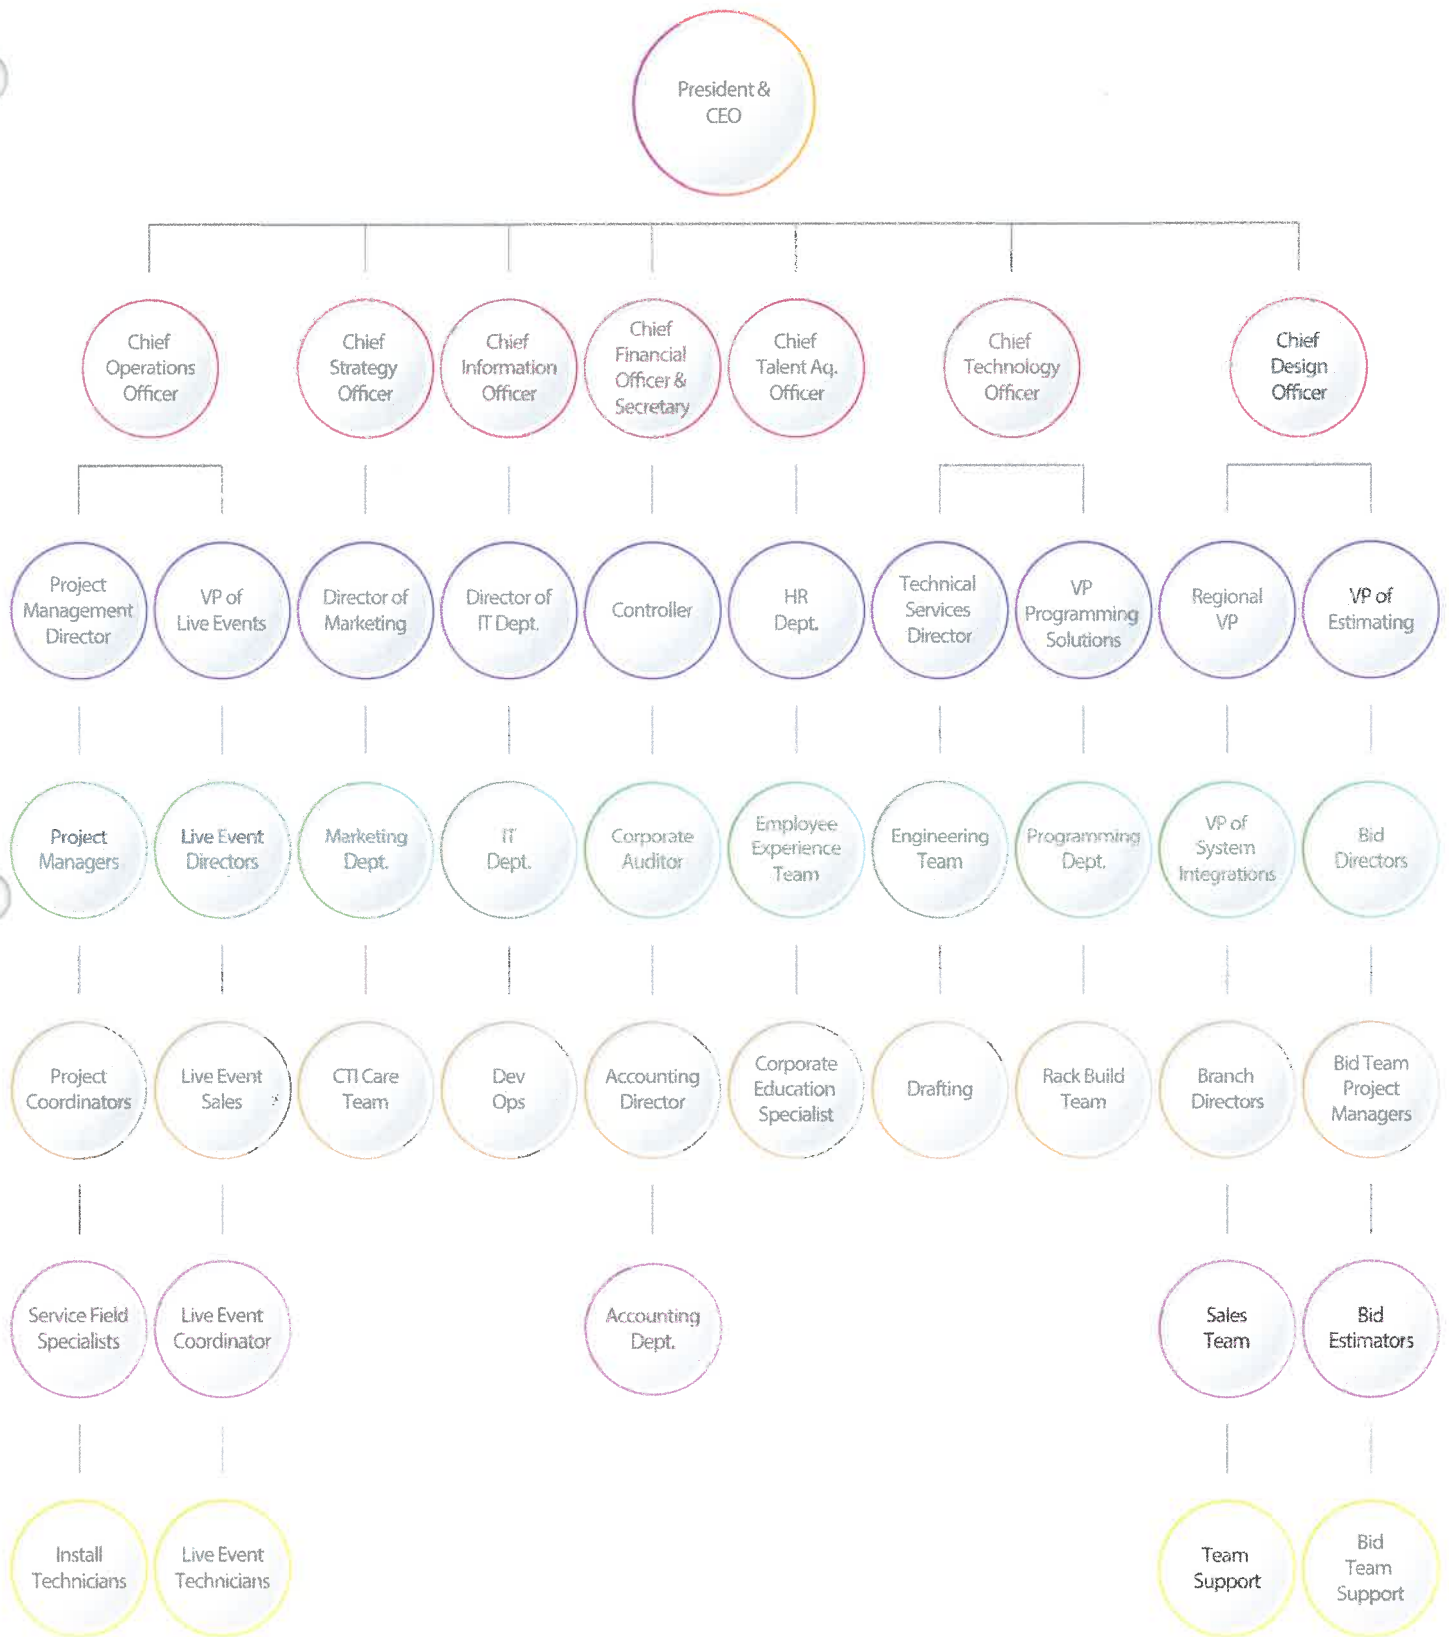 President &
CEO
Chief
Operations
Officer
Chief
Strategy
Officer
Chief
Information
Officer
Chief
Financial
Officer &
Secretary
Chief
Talent Aq.
Officer
Chief
Technology
Officer
Chief
Design
Officer
Project
Management
Director
VP of
Live Events
Director of
Marketing
Director of
IT Dept.
Controller
HR
Dept.
Technical
Services
Director
VP
Programming
Solutions
Regional
VP
VP of
Estimating
Project
Managers
Live Event
Directors
Marketing
Dept.
IT
Dept.
Corporate
Auditor
Employee
Experience
Team
Engineering
Team
Programming
Dept.
VP of
System
Integrations
Bid
Directors
Project
Coordinators
Live Event
Sales
CTI Care
Team
Dev
Ops
Accounting
Director
Corporate
Education
Specialist
Drafting
Rack Build
Team
Branch
Directors
Bid Team
Project
Managers
Service Field
Specialists
Live Event
Coordinator
Accounting
Dept.
Sales
Team
Bid
Estimators
Install
Technicians
Live Event
Technicians
Team
Support
Bid
Team
Support